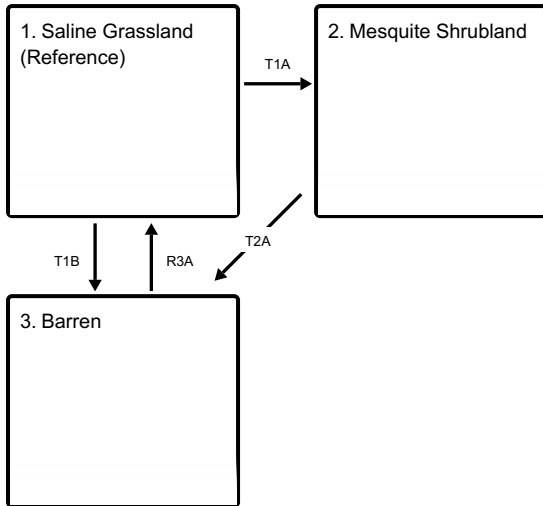 1. Saline Grassland
(Reference)
2. Mesquite Shrubland
T1A
T2A
T1B
R3A
3. Barren